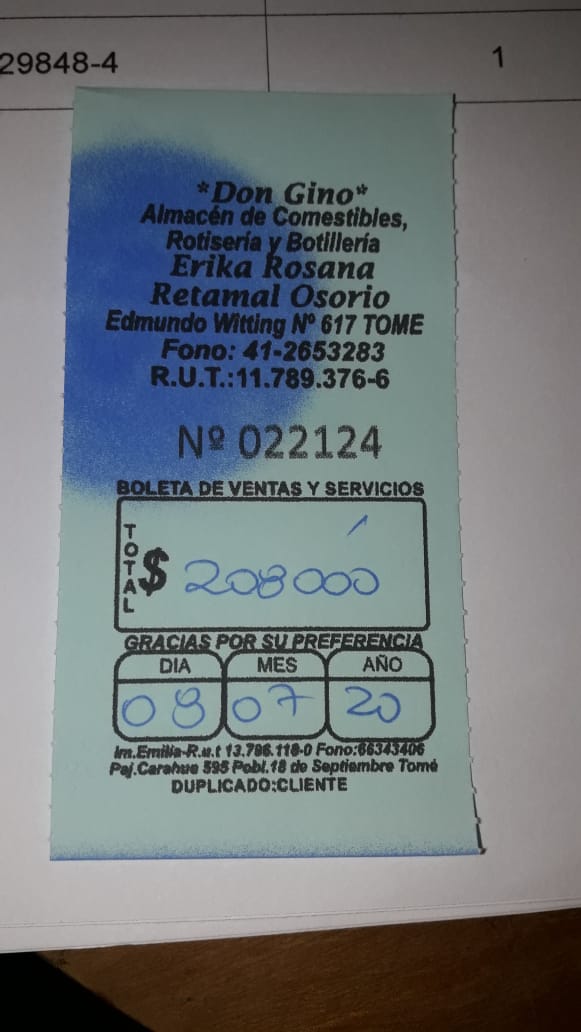 29848-4 1
*Don Gino*
Almacén de Comestibles,
Rotisería y Botillería
Erika Rosana
Retamal Osorio
Edmundo Witting Nº 617 TOME
Fono: 41-2653283
R.U.T.:11.789.376-6
Nº 022124
BOLETA DE VENTAS Y SERVICIOS
TOTAL $ 208000
GRACIAS POR SU PREFERENCIA
DIA MES AÑO
08 07 20
Im.Emilia-R.u.t 13.796.118-0 Fono:66343406
Paj.Carahue 595 Pobl.18 de Septiembre Tomé
DUPLICADO:CLIENTE